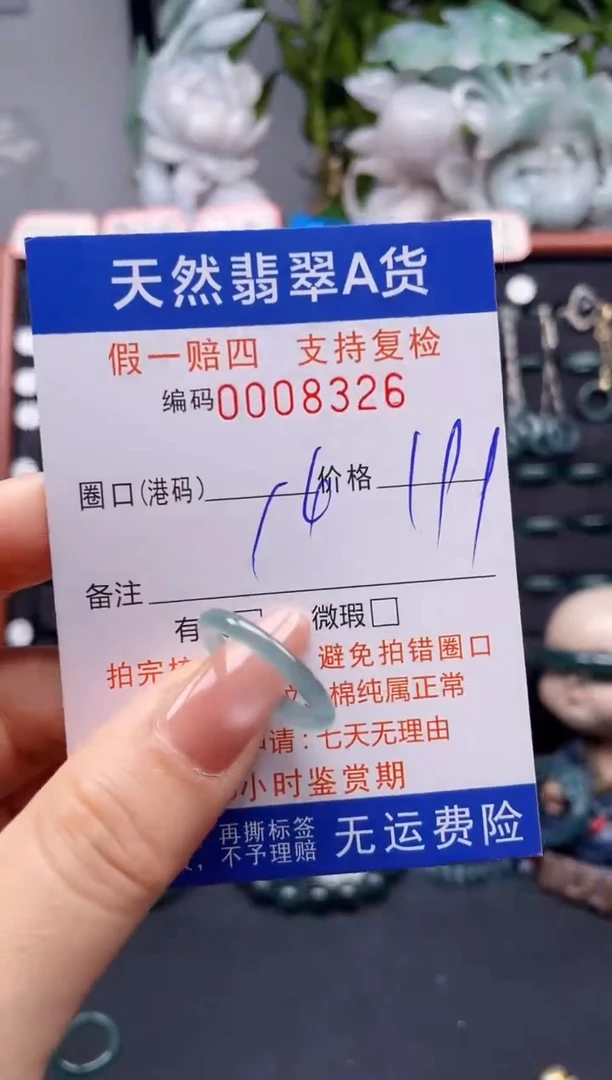 天然翡翠A货
假一赔四 支持复检
编码0008326
圈口(港码) 16 价格 111
备注
有 微瑕
拍完 避免拍错圈口
棉纯属正常
请:七天无理由
小时鉴赏期
再撕标签
,不予理赔
无运费险